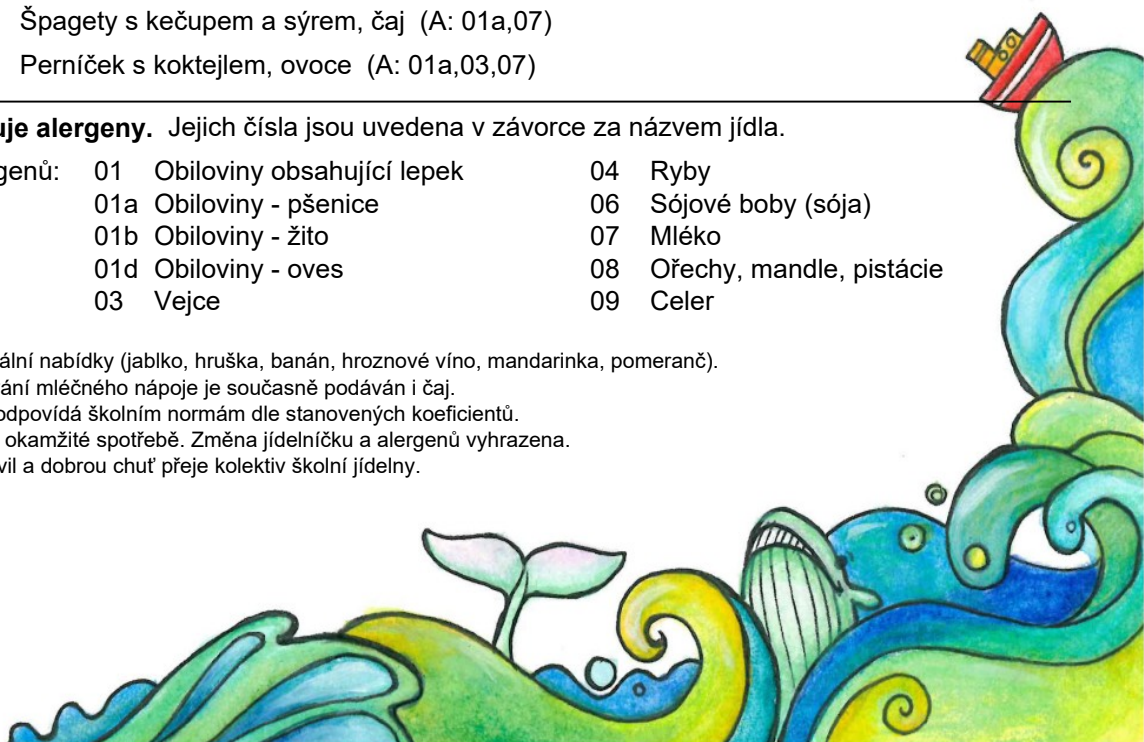 Špagety s kečupem a sýrem, čaj (A: 01a,07)
Perníček s koktejlem, ovoce (A: 01a,03,07)
uje alergeny. Jejich čísla jsou uvedena v závorce za názvem jídla.
genů: 01 Obiloviny obsahující lepek 04 Ryby
01a Obiloviny - pšenice 06 Sójové boby (sója)
01b Obiloviny - žito 07 Mléko
01d Obiloviny - oves 08 Ořechy, mandle, pistácie
03 Vejce 09 Celer
ální nabídky (jablko, hruška, banán, hroznové víno, mandarinka, pomeranč).
ání mléčného nápoje je současně podáván i čaj.
odpovídá školním normám dle stanovených koeficientů.
okamžité spotřebě. Změna jídelníčku a alergenů vyhrazena.
vil a dobrou chuť přeje kolektiv školní jídelny.